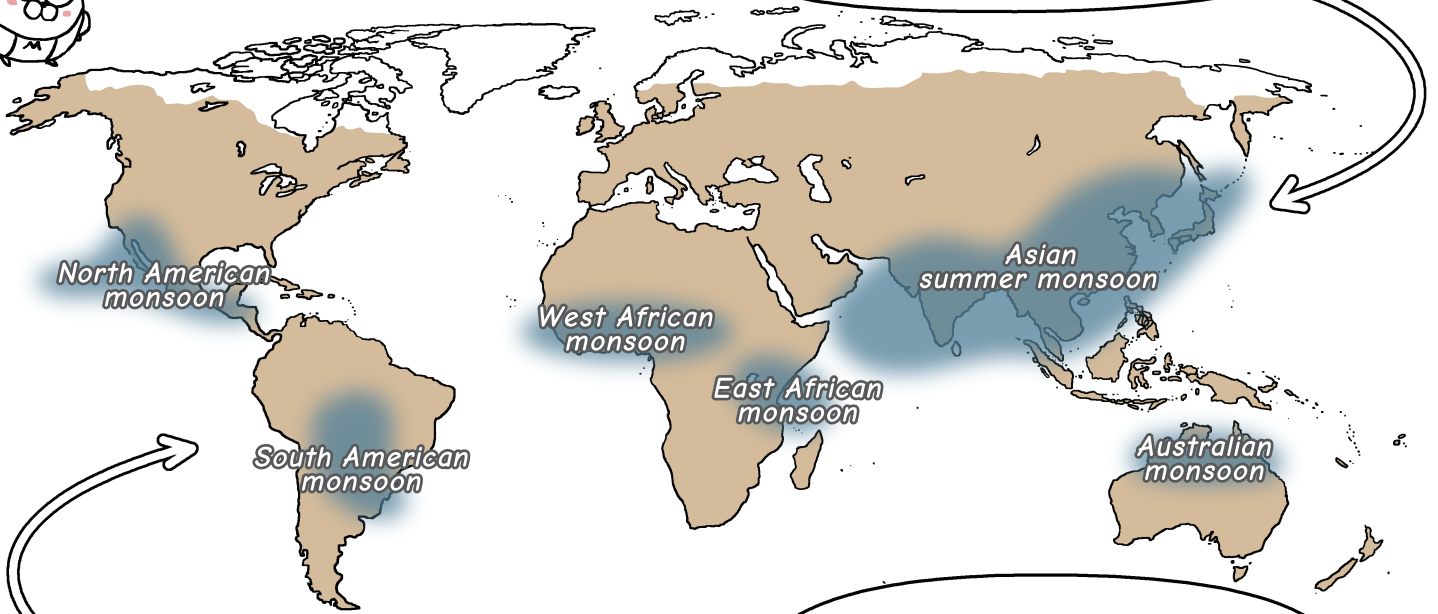 Asian
summer monsoon
North American
monsoon
West African
monsoon
East African
monsoon
South American
monsoon
Australian
monsoon